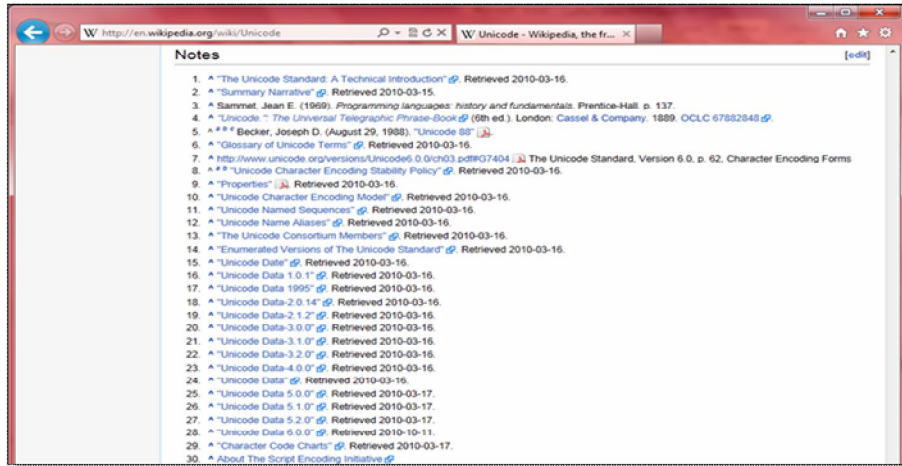 http://en.wikipedia.org/wiki/Unicode
W Unicode - Wikipedia, the fr...
Notes [edit]
1. ^ "The Unicode Standard: A Technical Introduction". Retrieved 2010-03-16.
2. ^ "Summary Narrative". Retrieved 2010-03-15.
3. ^ Sammet, Jean E. (1969). Programming languages: history and fundamentals. Prentice-Hall. p. 137.
4. ^ "Unicode.": The Universal Telegraphic Phrase-Book (6th ed.). London: Cassel & Company. 1889. OCLC 67882848.
5. ^ a b c Becker, Joseph D. (August 29, 1988). "Unicode 88".
6. ^ "Glossary of Unicode Terms". Retrieved 2010-03-16.
7. ^ http://www.unicode.org/versions/Unicode6.0.0/ch03.pdf#G7404 The Unicode Standard, Version 6.0, p. 62, Character Encoding Forms
8. ^ a b "Unicode Character Encoding Stability Policy". Retrieved 2010-03-16.
9. ^ "Properties". Retrieved 2010-03-16.
10. ^ "Unicode Character Encoding Model". Retrieved 2010-03-16.
11. ^ "Unicode Named Sequences". Retrieved 2010-03-16.
12. ^ "Unicode Name Aliases". Retrieved 2010-03-16.
13. ^ "The Unicode Consortium Members". Retrieved 2010-03-16.
14. ^ "Enumerated Versions of The Unicode Standard". Retrieved 2010-03-16.
15. ^ "Unicode Date". Retrieved 2010-03-16.
16. ^ "Unicode Data 1.0.1". Retrieved 2010-03-16.
17. ^ "Unicode Data 1995". Retrieved 2010-03-16.
18. ^ "Unicode Data-2.0.14". Retrieved 2010-03-16.
19. ^ "Unicode Data-2.1.2". Retrieved 2010-03-16.
20. ^ "Unicode Data-3.0.0". Retrieved 2010-03-16.
21. ^ "Unicode Data-3.1.0". Retrieved 2010-03-16.
22. ^ "Unicode Data-3.2.0". Retrieved 2010-03-16.
23. ^ "Unicode Data-4.0.0". Retrieved 2010-03-16.
24. ^ "Unicode Data". Retrieved 2010-03-16.
25. ^ "Unicode Data 5.0.0". Retrieved 2010-03-17.
26. ^ "Unicode Data 5.1.0". Retrieved 2010-03-17.
27. ^ "Unicode Data 5.2.0". Retrieved 2010-03-17.
28. ^ "Unicode Data 6.0.0". Retrieved 2010-10-11.
29. ^ "Character Code Charts". Retrieved 2010-03-17.
30. ^ About The Script Encoding Initiative